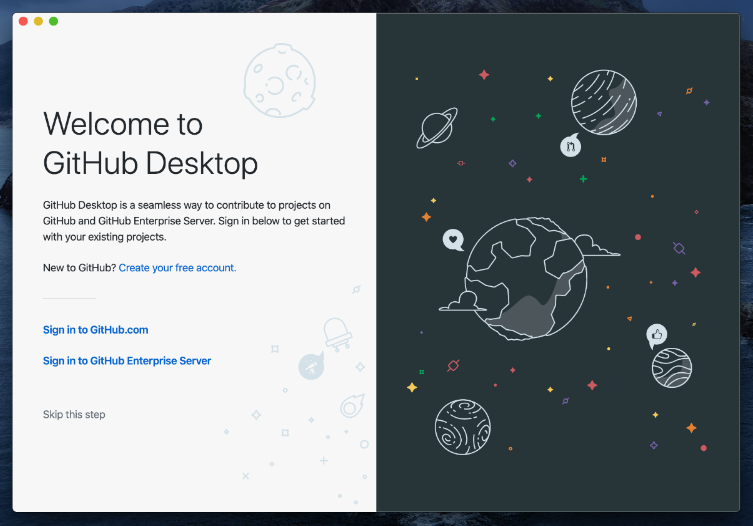 Welcome to
GitHub Desktop
GitHub Desktop is a seamless way to contribute to projects on
GitHub and GitHub Enterprise Server. Sign in below to get started
with your existing projects.
New to GitHub? Create your free account.
Sign in to GitHub.com
Sign in to GitHub Enterprise Server
Skip this step